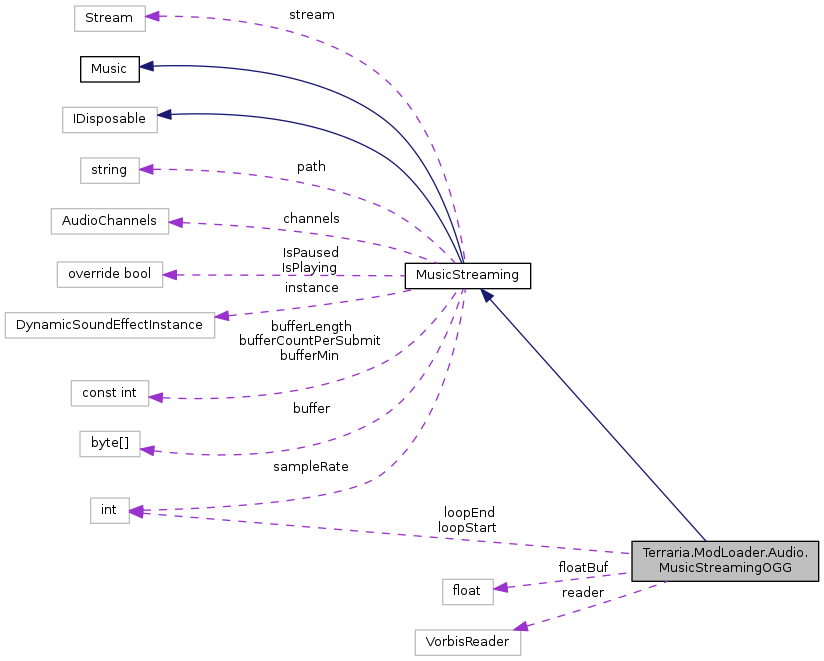 Stream
stream
Music
IDisposable
string
path
AudioChannels
channels
override bool
IsPaused
IsPlaying
MusicStreaming
instance
DynamicSoundEffectInstance
bufferLength
bufferCountPerSubmit
bufferMin
const int
buffer
byte[]
sampleRate
int
loopEnd
loopStart
Terraria.ModLoader.Audio.
MusicStreamingOGG
floatBuf
float
reader
VorbisReader